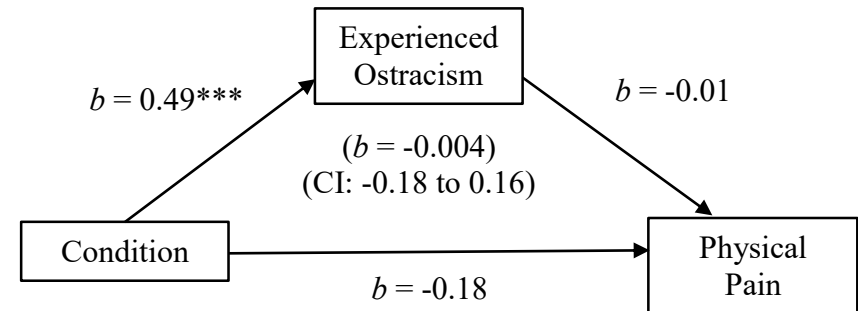 Experienced
Ostracism
b = 0.49***
b = -0.01
(b = -0.004)
(CI: -0.18 to 0.16)
Condition
Physical
Pain
b = -0.18